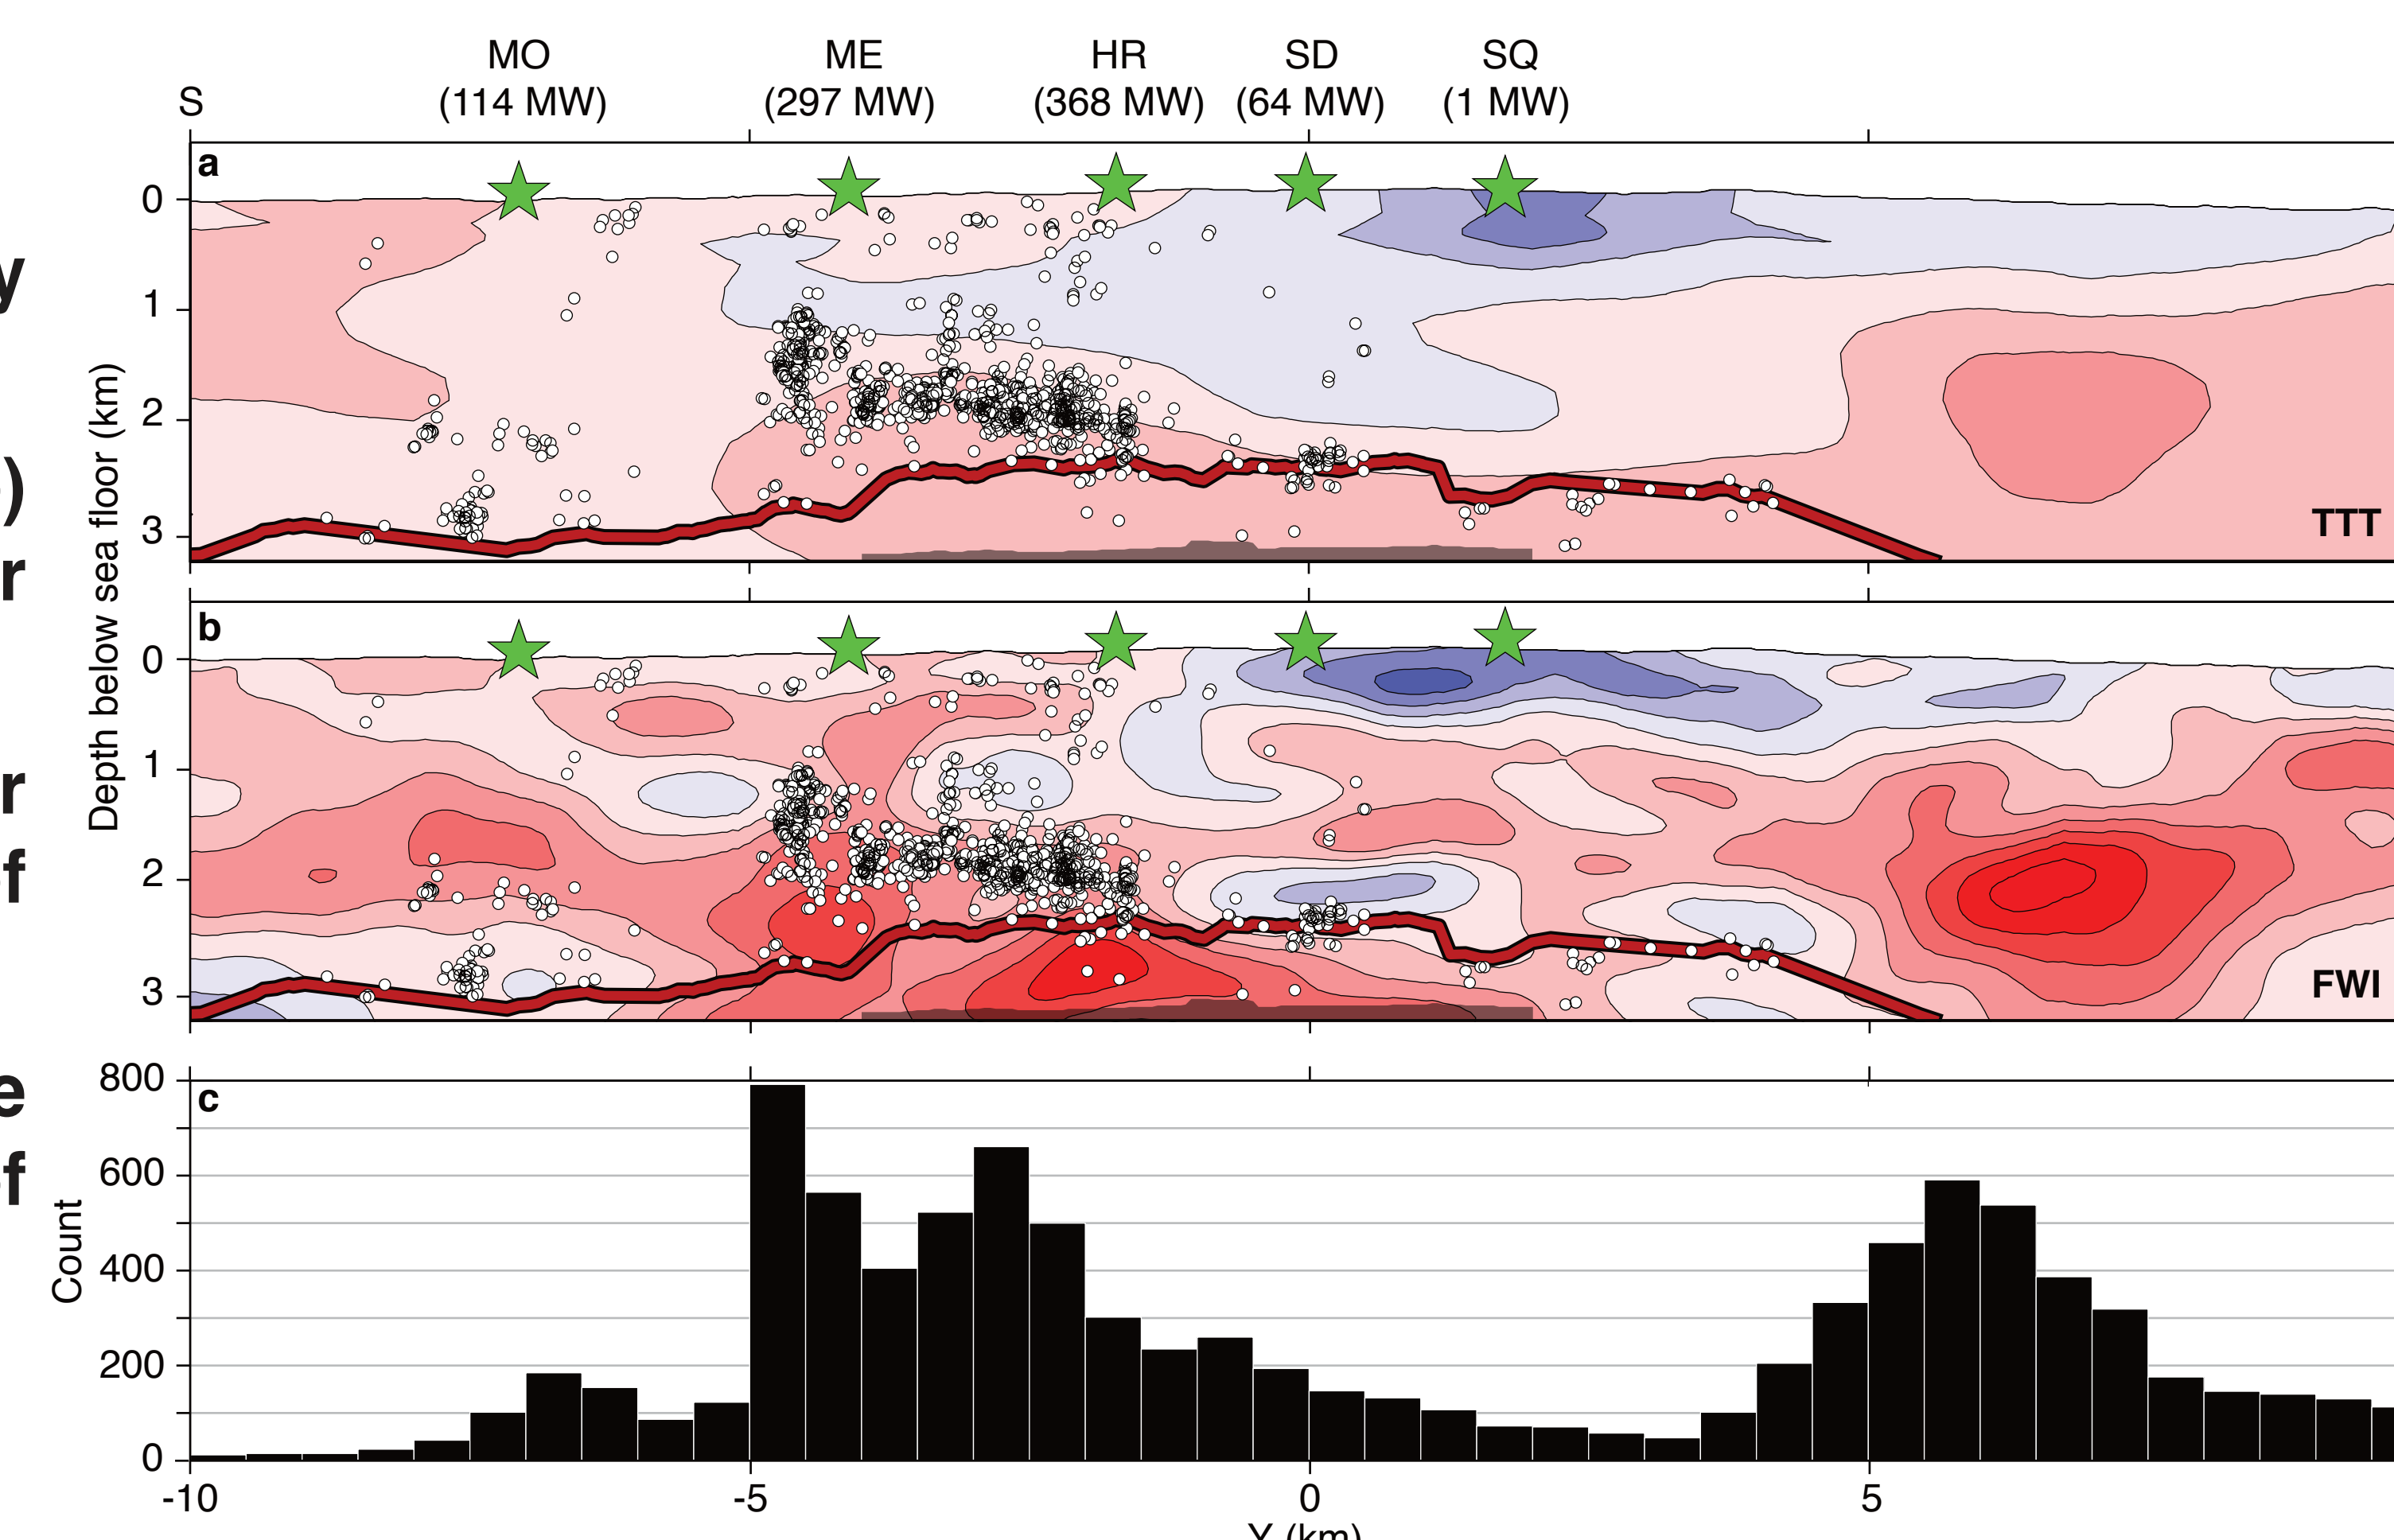 MO ME HR SD SQ
S (114 MW) (297 MW) (368 MW) (64 MW) (1 MW)
a
0
1
2
3
TTT
Depth below sea floor (km)
b
0
1
2
3
FWI
c
800
600
400
200
0
Count
-10 -5 0 5
y
)
r
r
f
e
f